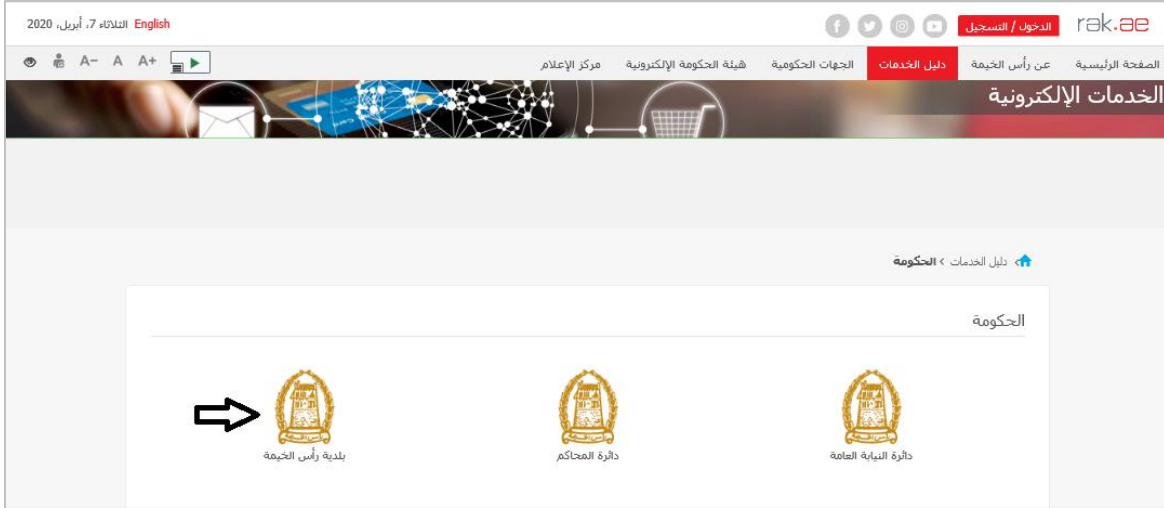 rak.ae
الدخول / التسجيل
English
الثلاثاء 7، أبريل، 2020
الصفحة الرئيسية
عن رأس الخيمة
دليل الخدمات
الجهات الحكومية
هيئة الحكومة الإلكترونية
مركز الإعلام
A+ A A-
الخدمات الإلكترونية
دليل الخدمات › الحكومة
الحكومة
دائرة النيابة العامة
دائرة المحاكم
بلدية رأس الخيمة